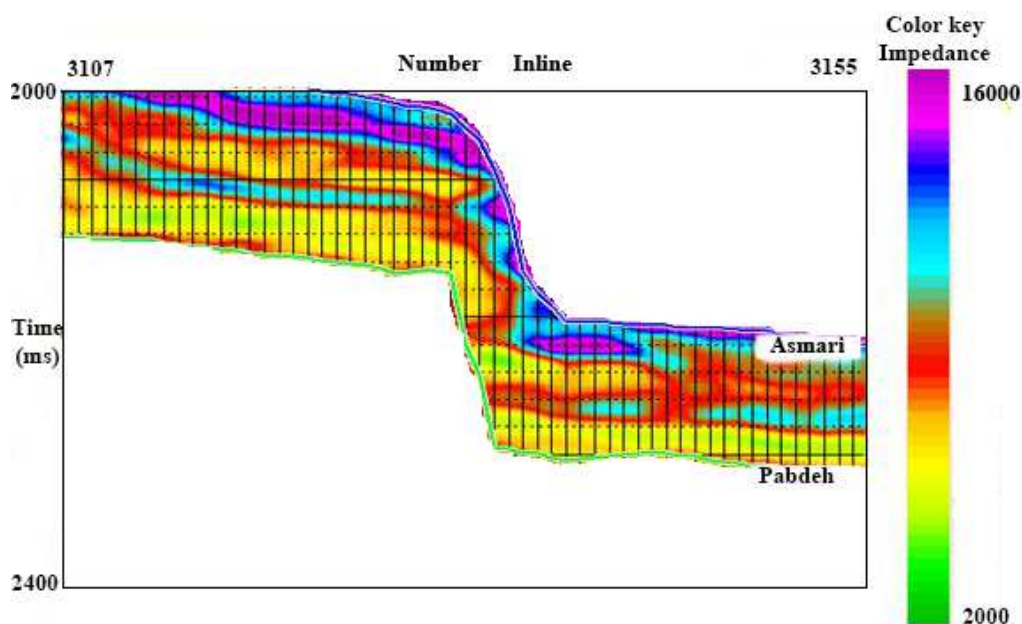 Color key
Impedance
3107 Number Inline 3155
2000
16000
Time
(ms)
Asmari
Pabdeh
2400
2000